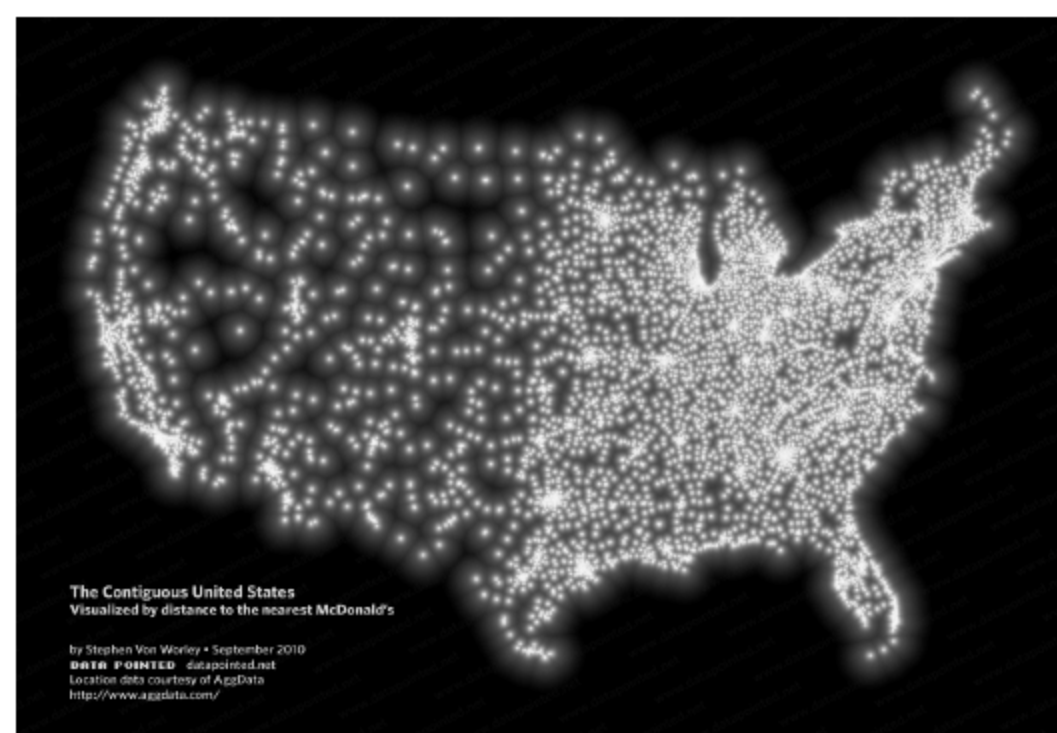 The Contiguous United States
Visualized by distance to the nearest McDonald's
by Stephen Von Worley • September 2010
DATA POINTED datapointed.net
Location data courtesy of AggData
http://www.aggdata.com/